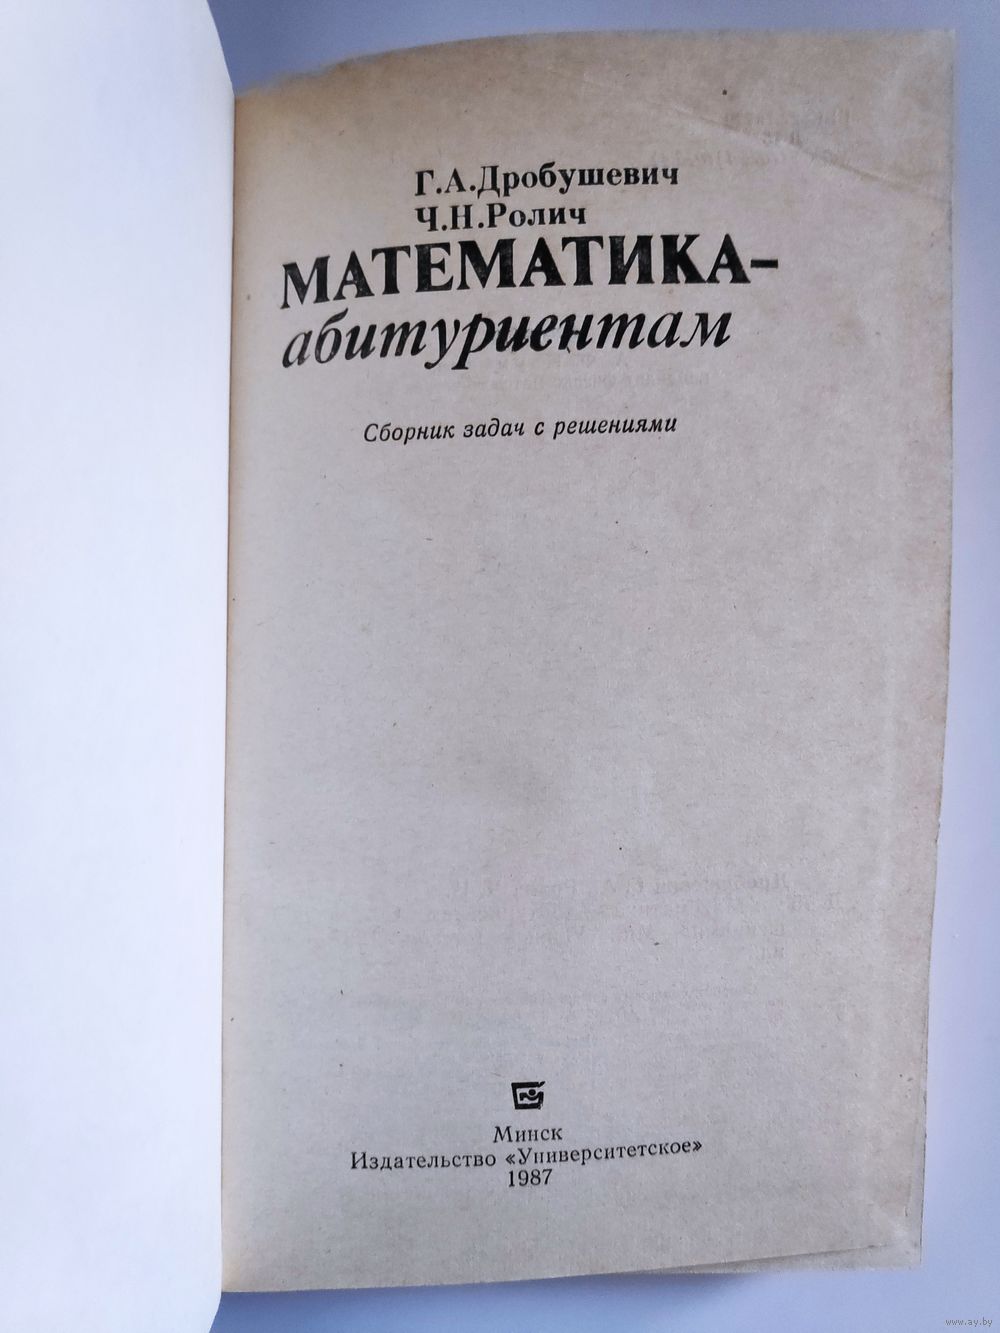 Г.А.Дробушевич
Ч.Н.Ролич
МАТЕМАТИКА–
абитуриентам
Сборник задач с решениями
Минск
Издательство «Университетское»
1987
www.ay.by